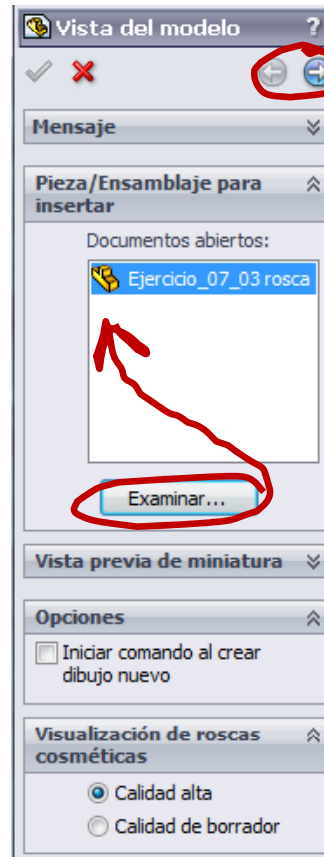 Vista del modelo ?
Mensaje
Pieza/Ensamblaje para
insertar
Documentos abiertos:
Ejercicio_07_03 rosca
Examinar...
Vista previa de miniatura
Opciones
Iniciar comando al crear
dibujo nuevo
Visualización de roscas
cosméticas
Calidad alta
Calidad de borrador